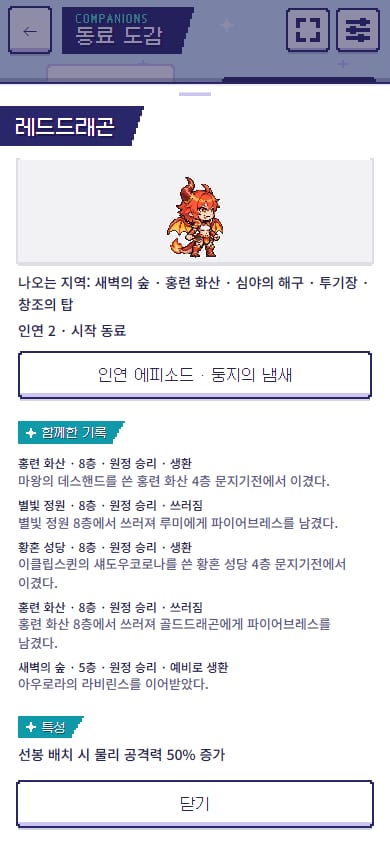 COMPANIONS
동료 도감
레드드래곤
나오는 지역: 새벽의 숲 · 홍련 화산 · 심야의 해구 · 투기장 ·
창조의 탑
인연 2 · 시작 동료
인연 에피소드 · 둥지의 냄새
함께한 기록
홍련 화산 · 8층 · 원정 승리 · 생환
마왕의 데스핸드를 쓴 홍련 화산 4층 문지기전에서 이겼다.
별빛 정원 · 8층 · 원정 승리 · 쓰러짐
별빛 정원 8층에서 쓰러져 루미에게 파이어브레스를 남겼다.
황혼 성당 · 8층 · 원정 승리 · 생환
이클립스퀸의 섀도우코로나를 쓴 황혼 성당 4층 문지기전에서
이겼다.
홍련 화산 · 8층 · 원정 승리 · 쓰러짐
홍련 화산 8층에서 쓰러져 골드드래곤에게 파이어브레스를
남겼다.
새벽의 숲 · 5층 · 원정 승리 · 예비로 생환
아우로라의 라비린스를 이어받았다.
특성
선봉 배치 시 물리 공격력 50% 증가
닫기